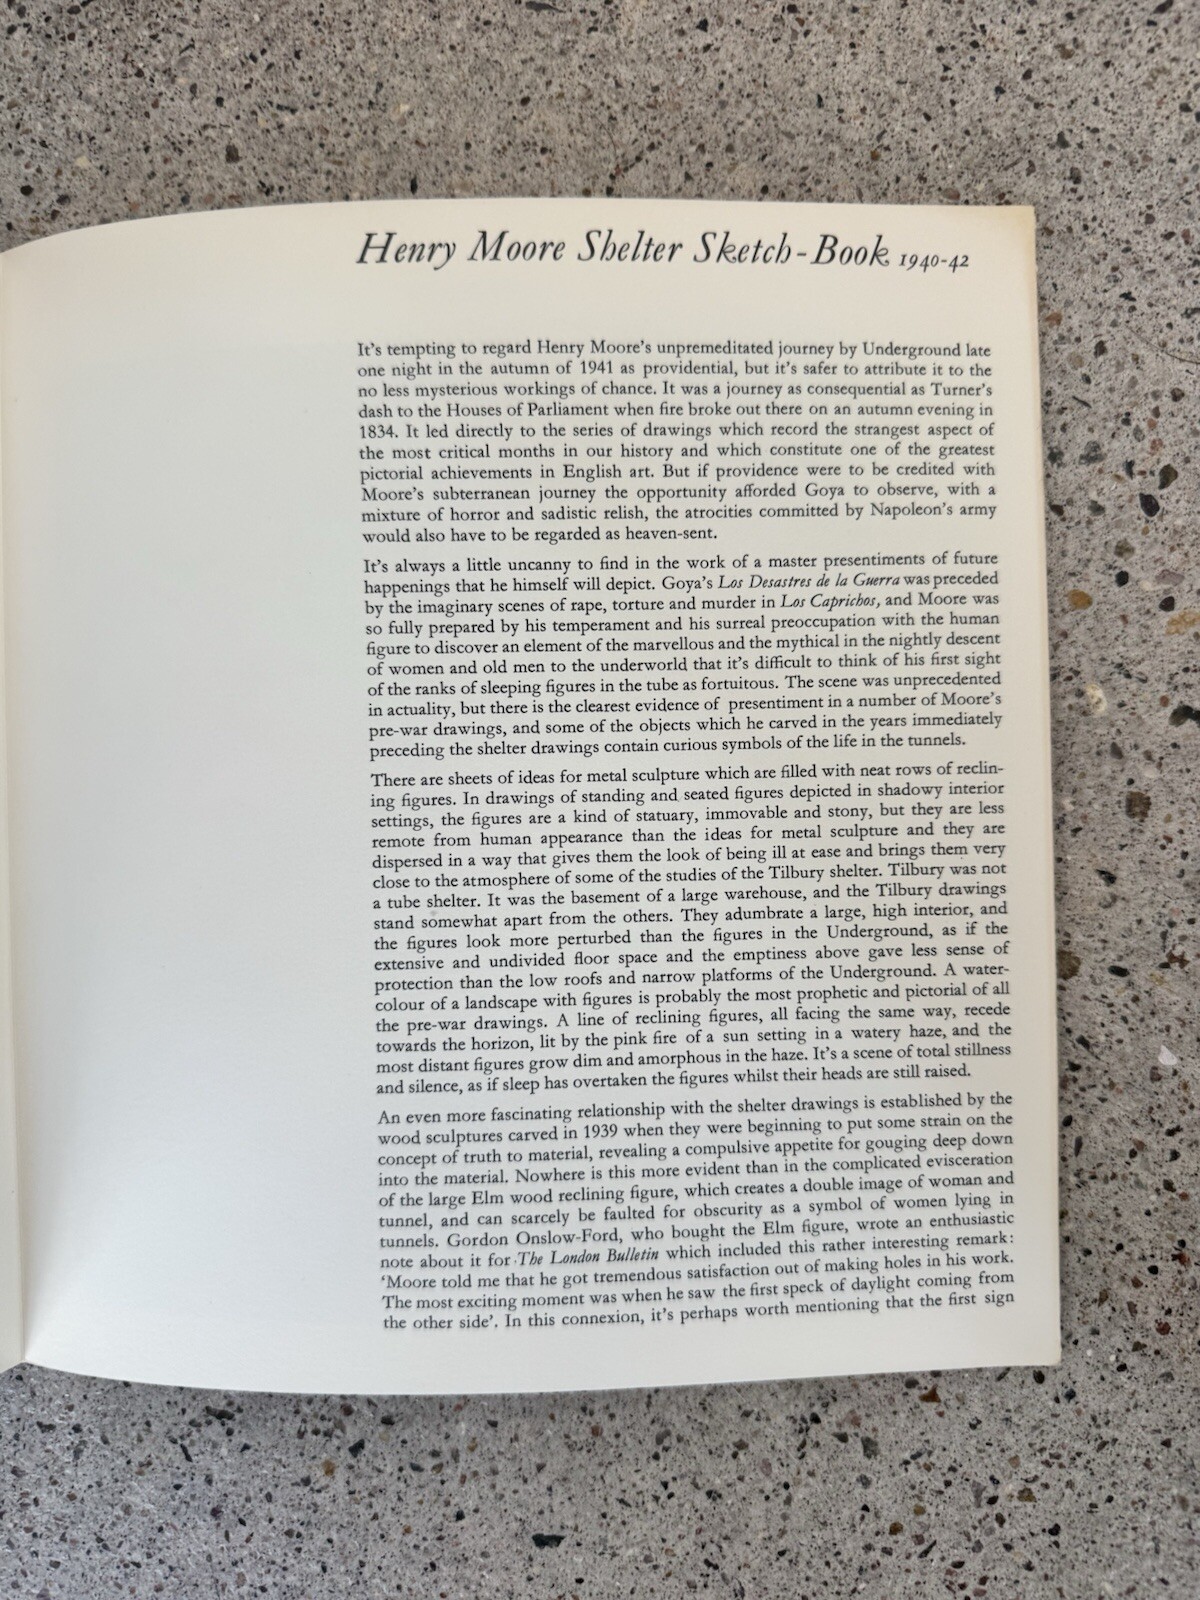 Henry Moore Shelter Sketch-Book 1940-42
It's tempting to regard Henry Moore's unpremeditated journey by Underground late
one night in the autumn of 1941 as providential, but it's safer to attribute it to the
no less mysterious workings of chance. It was a journey as consequential as Turner's
dash to the Houses of Parliament when fire broke out there on an autumn evening in
1834. It led directly to the series of drawings which record the strangest aspect of
the most critical months in our history and which constitute one of the greatest
pictorial achievements in English art. But if providence were to be credited with
Moore's subterranean journey the opportunity afforded Goya to observe, with a
mixture of horror and sadistic relish, the atrocities committed by Napoleon's army
would also have to be regarded as heaven-sent.
It's always a little uncanny to find in the work of a master presentiments of future
happenings that he himself will depict. Goya's Los Desastres de la Guerra was preceded
by the imaginary scenes of rape, torture and murder in Los Caprichos, and Moore was
so fully prepared by his temperament and his surreal preoccupation with the human
figure to discover an element of the marvellous and the mythical in the nightly descent
of women and old men to the underworld that it's difficult to think of his first sight
of the ranks of sleeping figures in the tube as fortuitous. The scene was unprecedented
in actuality, but there is the clearest evidence of presentiment in a number of Moore's
pre-war drawings, and some of the objects which he carved in the years immediately
preceding the shelter drawings contain curious symbols of the life in the tunnels.
There are sheets of ideas for metal sculpture which are filled with neat rows of reclin-
ing figures. In drawings of standing and seated figures depicted in shadowy interior
settings, the figures are a kind of statuary, immovable and stony, but they are less
remote from human appearance than the ideas for metal sculpture and they are
dispersed in a way that gives them the look of being ill at ease and brings them very
close to the atmosphere of some of the studies of the Tilbury shelter. Tilbury was not
a tube shelter. It was the basement of a large warehouse, and the Tilbury drawings
stand somewhat apart from the others. They adumbrate a large, high interior, and
the figures look more perturbed than the figures in the Underground, as if the
extensive and undivided floor space and the emptiness above gave less sense of
protection than the low roofs and narrow platforms of the Underground. A water-
colour of a landscape with figures is probably the most prophetic and pictorial of all
the pre-war drawings. A line of reclining figures, all facing the same way, recede
towards the horizon, lit by the pink fire of a sun setting in a watery haze, and the
most distant figures grow dim and amorphous in the haze. It's a scene of total stillness
and silence, as if sleep has overtaken the figures whilst their heads are still raised.
An even more fascinating relationship with the shelter drawings is established by the
wood sculptures carved in 1939 when they were beginning to put some strain on the
concept of truth to material, revealing a compulsive appetite for gouging deep down
into the material. Nowhere is this more evident than in the complicated evisceration
of the large Elm wood reclining figure, which creates a double image of woman and
tunnel, and can scarcely be faulted for obscurity as a symbol of women lying in
tunnels. Gordon Onslow-Ford, who bought the Elm figure, wrote an enthusiastic
note about it for The London Bulletin which included this rather interesting remark:
'Moore told me that he got tremendous satisfaction out of making holes in his work.
The most exciting moment was when he saw the first speck of daylight coming from
the other side'. In this connexion, it's perhaps worth mentioning that the first sign